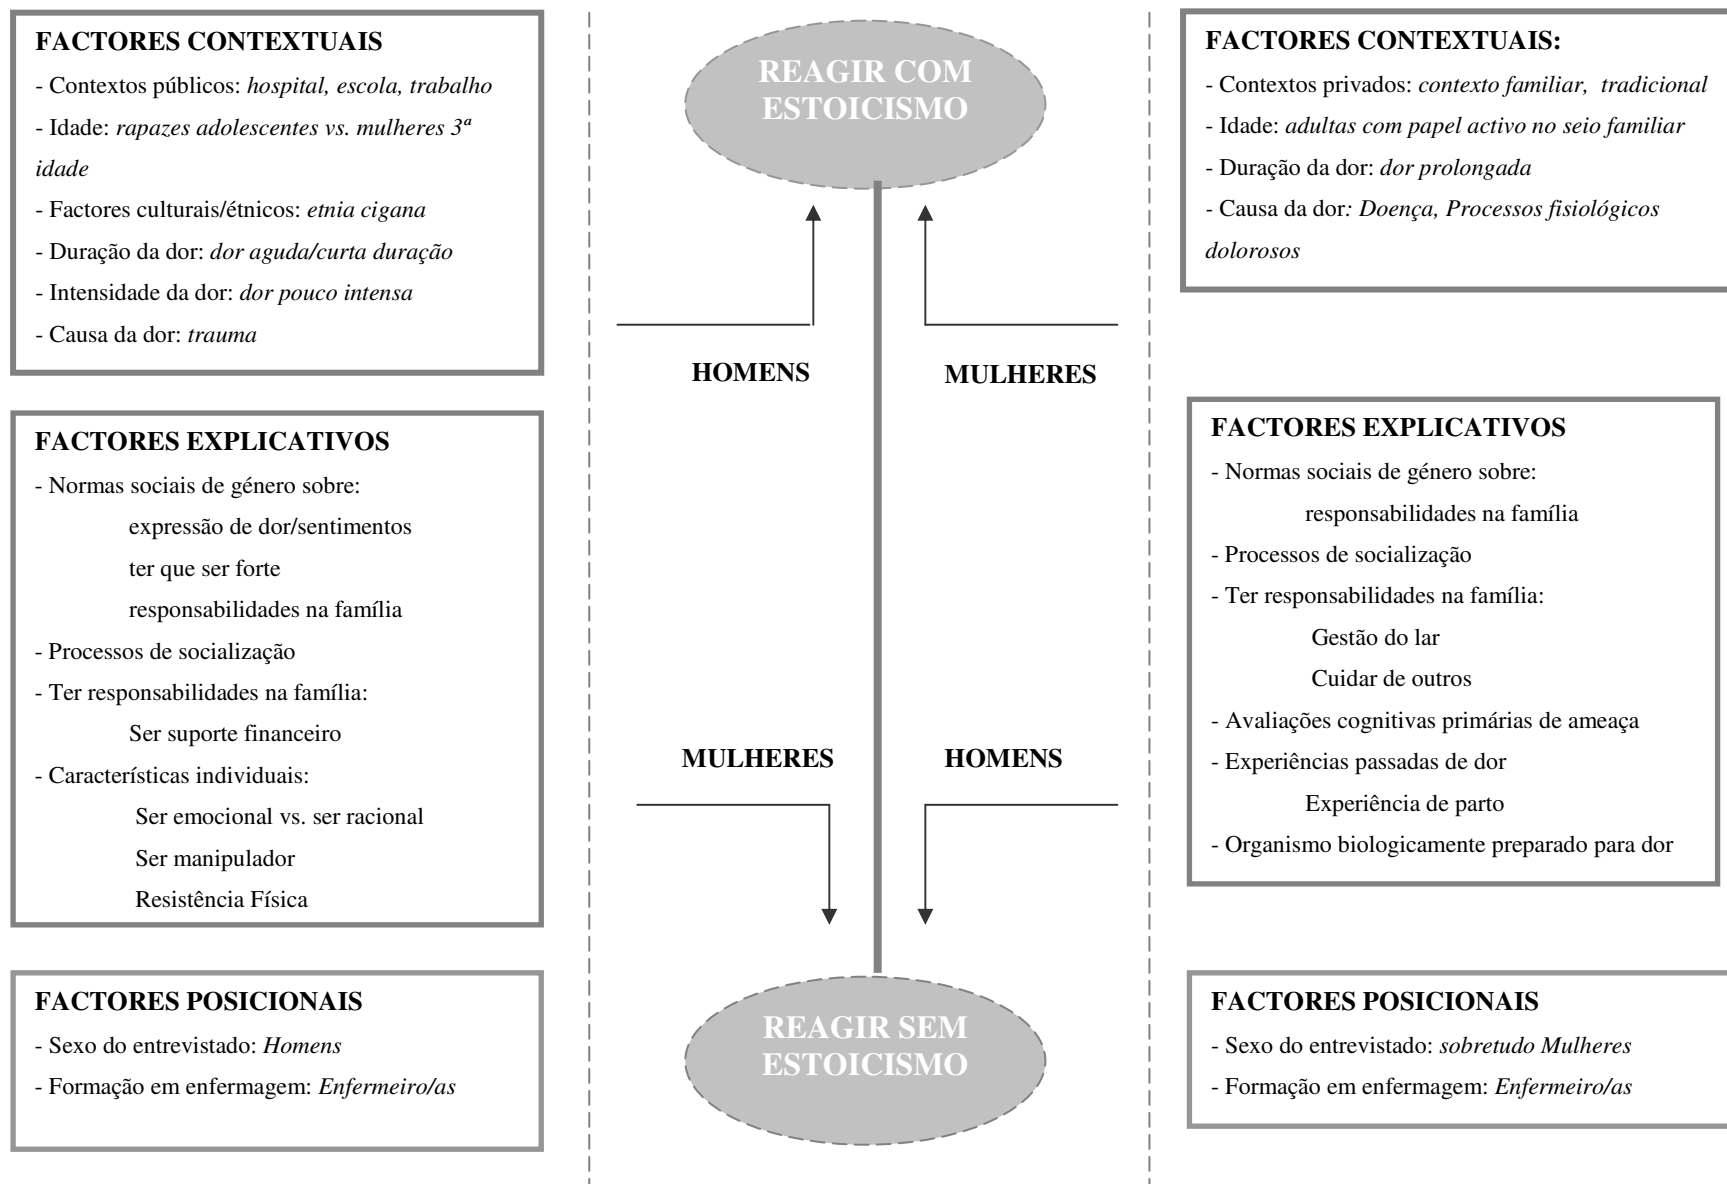 FACTORES CONTEXTUAIS
- Contextos públicos: hospital, escola, trabalho
- Idade: rapazes adolescentes vs. mulheres 3ª
idade
- Factores culturais/étnicos: etnia cigana
- Duração da dor: dor aguda/curta duração
- Intensidade da dor: dor pouco intensa
- Causa da dor: trauma
FACTORES EXPLICATIVOS
- Normas sociais de género sobre:
expressão de dor/sentimentos
ter que ser forte
responsabilidades na família
- Processos de socialização
- Ter responsabilidades na família:
Ser suporte financeiro
- Características individuais:
Ser emocional vs. ser racional
Ser manipulador
Resistência Física
FACTORES POSICIONAIS
- Sexo do entrevistado: Homens
- Formação em enfermagem: Enfermeiro/as
REAGIR COM
ESTOICISMO
HOMENS
MULHERES
MULHERES
HOMENS
REAGIR SEM
ESTOICISMO
FACTORES CONTEXTUAIS:
- Contextos privados: contexto familiar, tradicional
- Idade: adultas com papel activo no seio familiar
- Duração da dor: dor prolongada
- Causa da dor: Doença, Processos fisiológicos
dolorosos
FACTORES EXPLICATIVOS
- Normas sociais de género sobre:
responsabilidades na família
- Processos de socialização
- Ter responsabilidades na família:
Gestão do lar
Cuidar de outros
- Avaliações cognitivas primárias de ameaça
- Experiências passadas de dor
Experiência de parto
- Organismo biologicamente preparado para dor
FACTORES POSICIONAIS
- Sexo do entrevistado: sobretudo Mulheres
- Formação em enfermagem: Enfermeiro/as